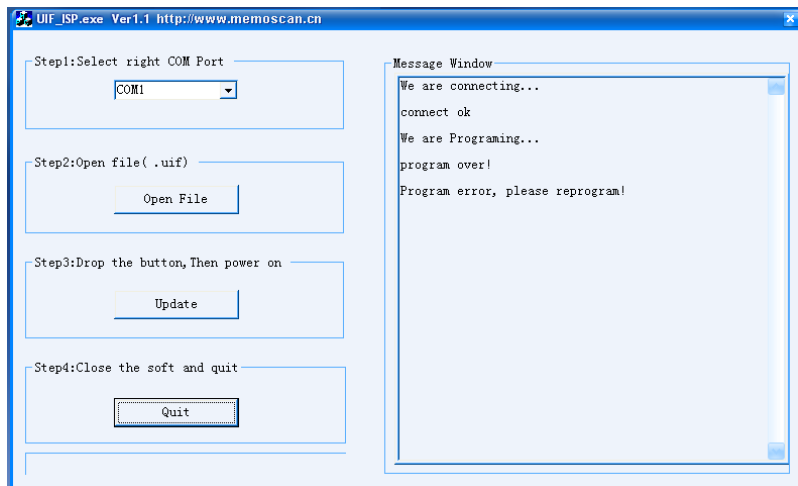 UIF_ISP.exe Ver1.1 http://www.memoscan.cn
Step1:Select right COM Port
COM1
Step2:Open file( .uif)
Open File
Step3:Drop the button,Then power on
Update
Step4:Close the soft and quit
Quit
Message Window
We are connecting...
connect ok
We are Programing...
program over!
Program error, please reprogram!